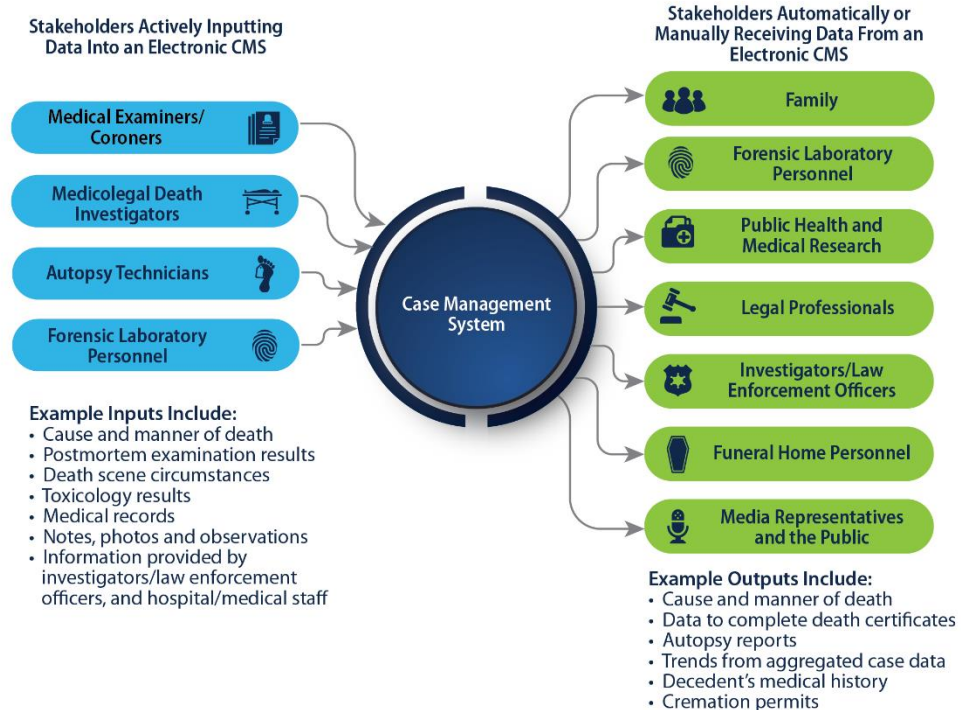 Stakeholders Actively Inputting
Data Into an Electronic CMS
Medical Examiners/
Coroners
Medicolegal Death
Investigators
Autopsy Technicians
Forensic Laboratory
Personnel
Example Inputs Include:
• Cause and manner of death
• Postmortem examination results
• Death scene circumstances
• Toxicology results
• Medical records
• Notes, photos and observations
• Information provided by
investigators/law enforcement
officers, and hospital/medical staff
Case Management
System
Stakeholders Automatically or
Manually Receiving Data From an
Electronic CMS
Family
Forensic Laboratory
Personnel
Public Health and
Medical Research
Legal Professionals
Investigators/Law
Enforcement Officers
Funeral Home Personnel
Media Representatives
and the Public
Example Outputs Include:
• Cause and manner of death
• Data to complete death certificates
• Autopsy reports
• Trends from aggregated case data
• Decedent's medical history
• Cremation permits